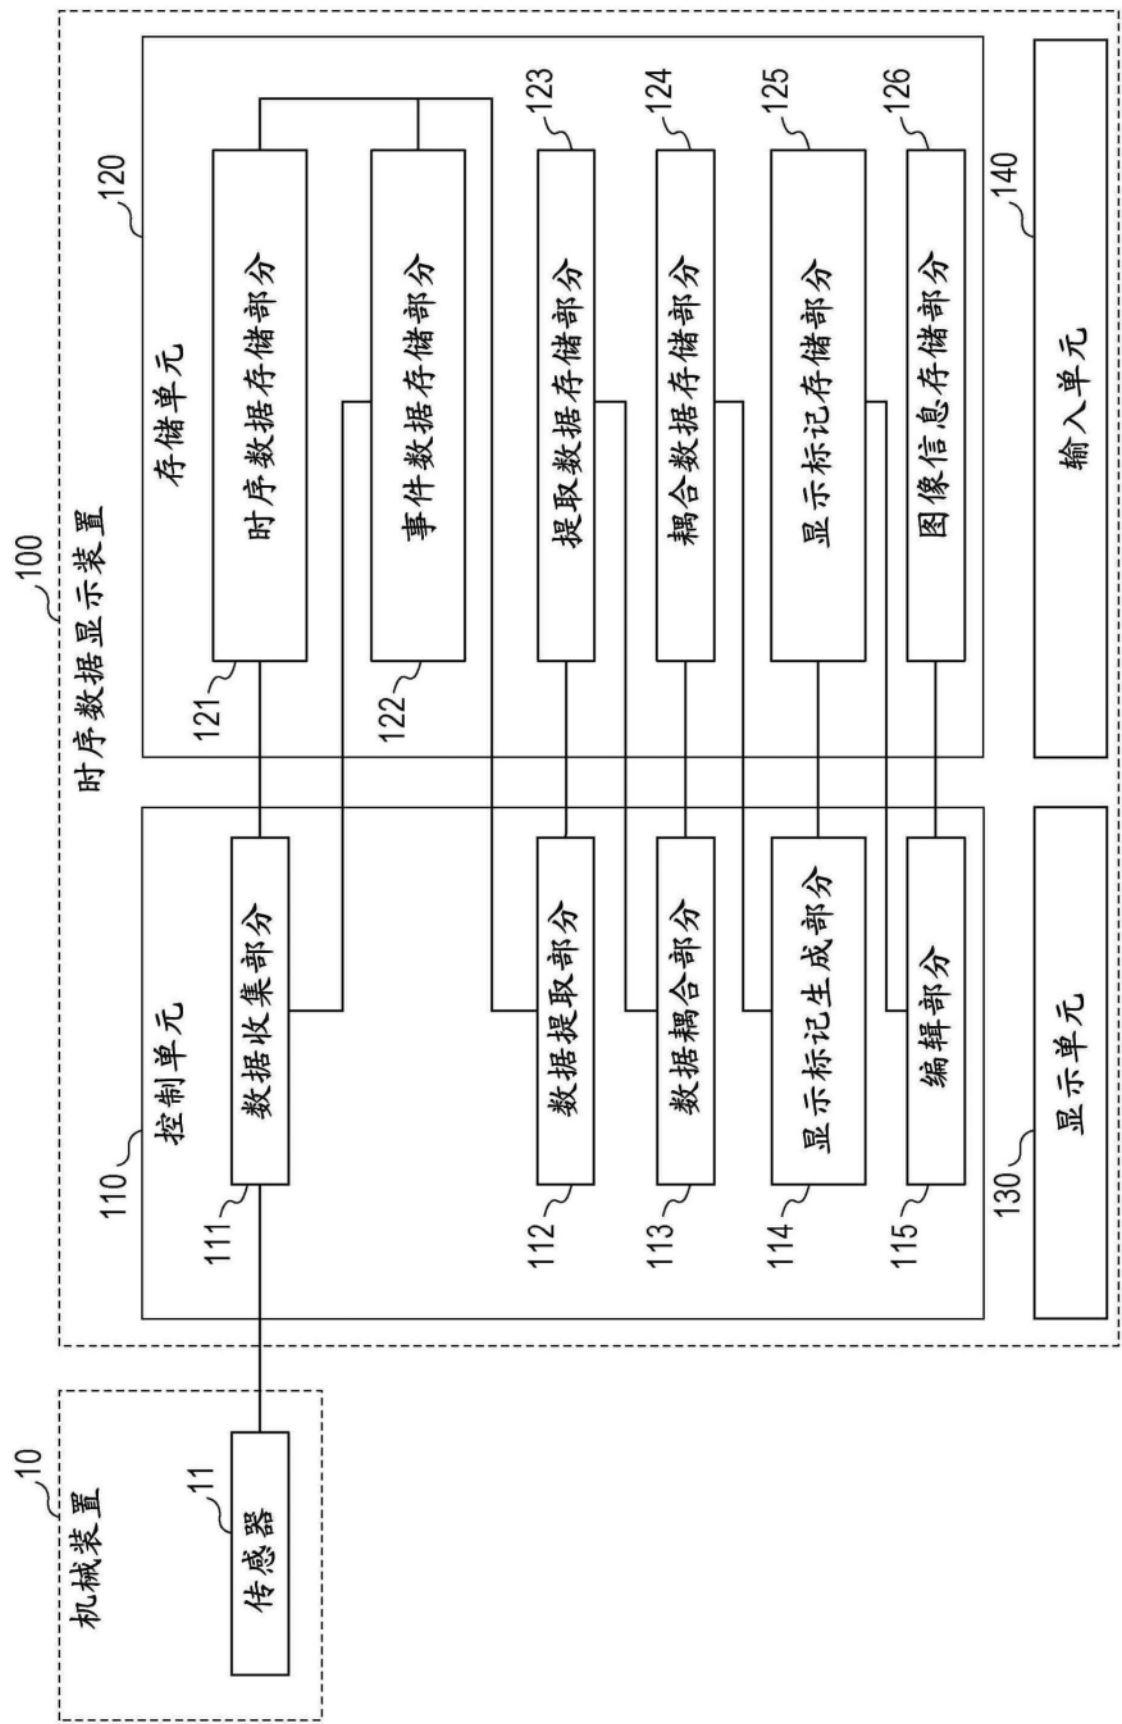 10
机械装置
11
传感器
100
时序数据显示装置
110
控制单元
111
数据收集部分
112
数据提取部分
113
数据耦合部分
114
显示标记生成部分
115
编辑部分
120
存储单元
121
时序数据存储部分
122
事件数据存储部分
提取数据存储部分
123
耦合数据存储部分
124
显示标记存储部分
125
图像信息存储部分
126
130
显示单元
140
输入单元